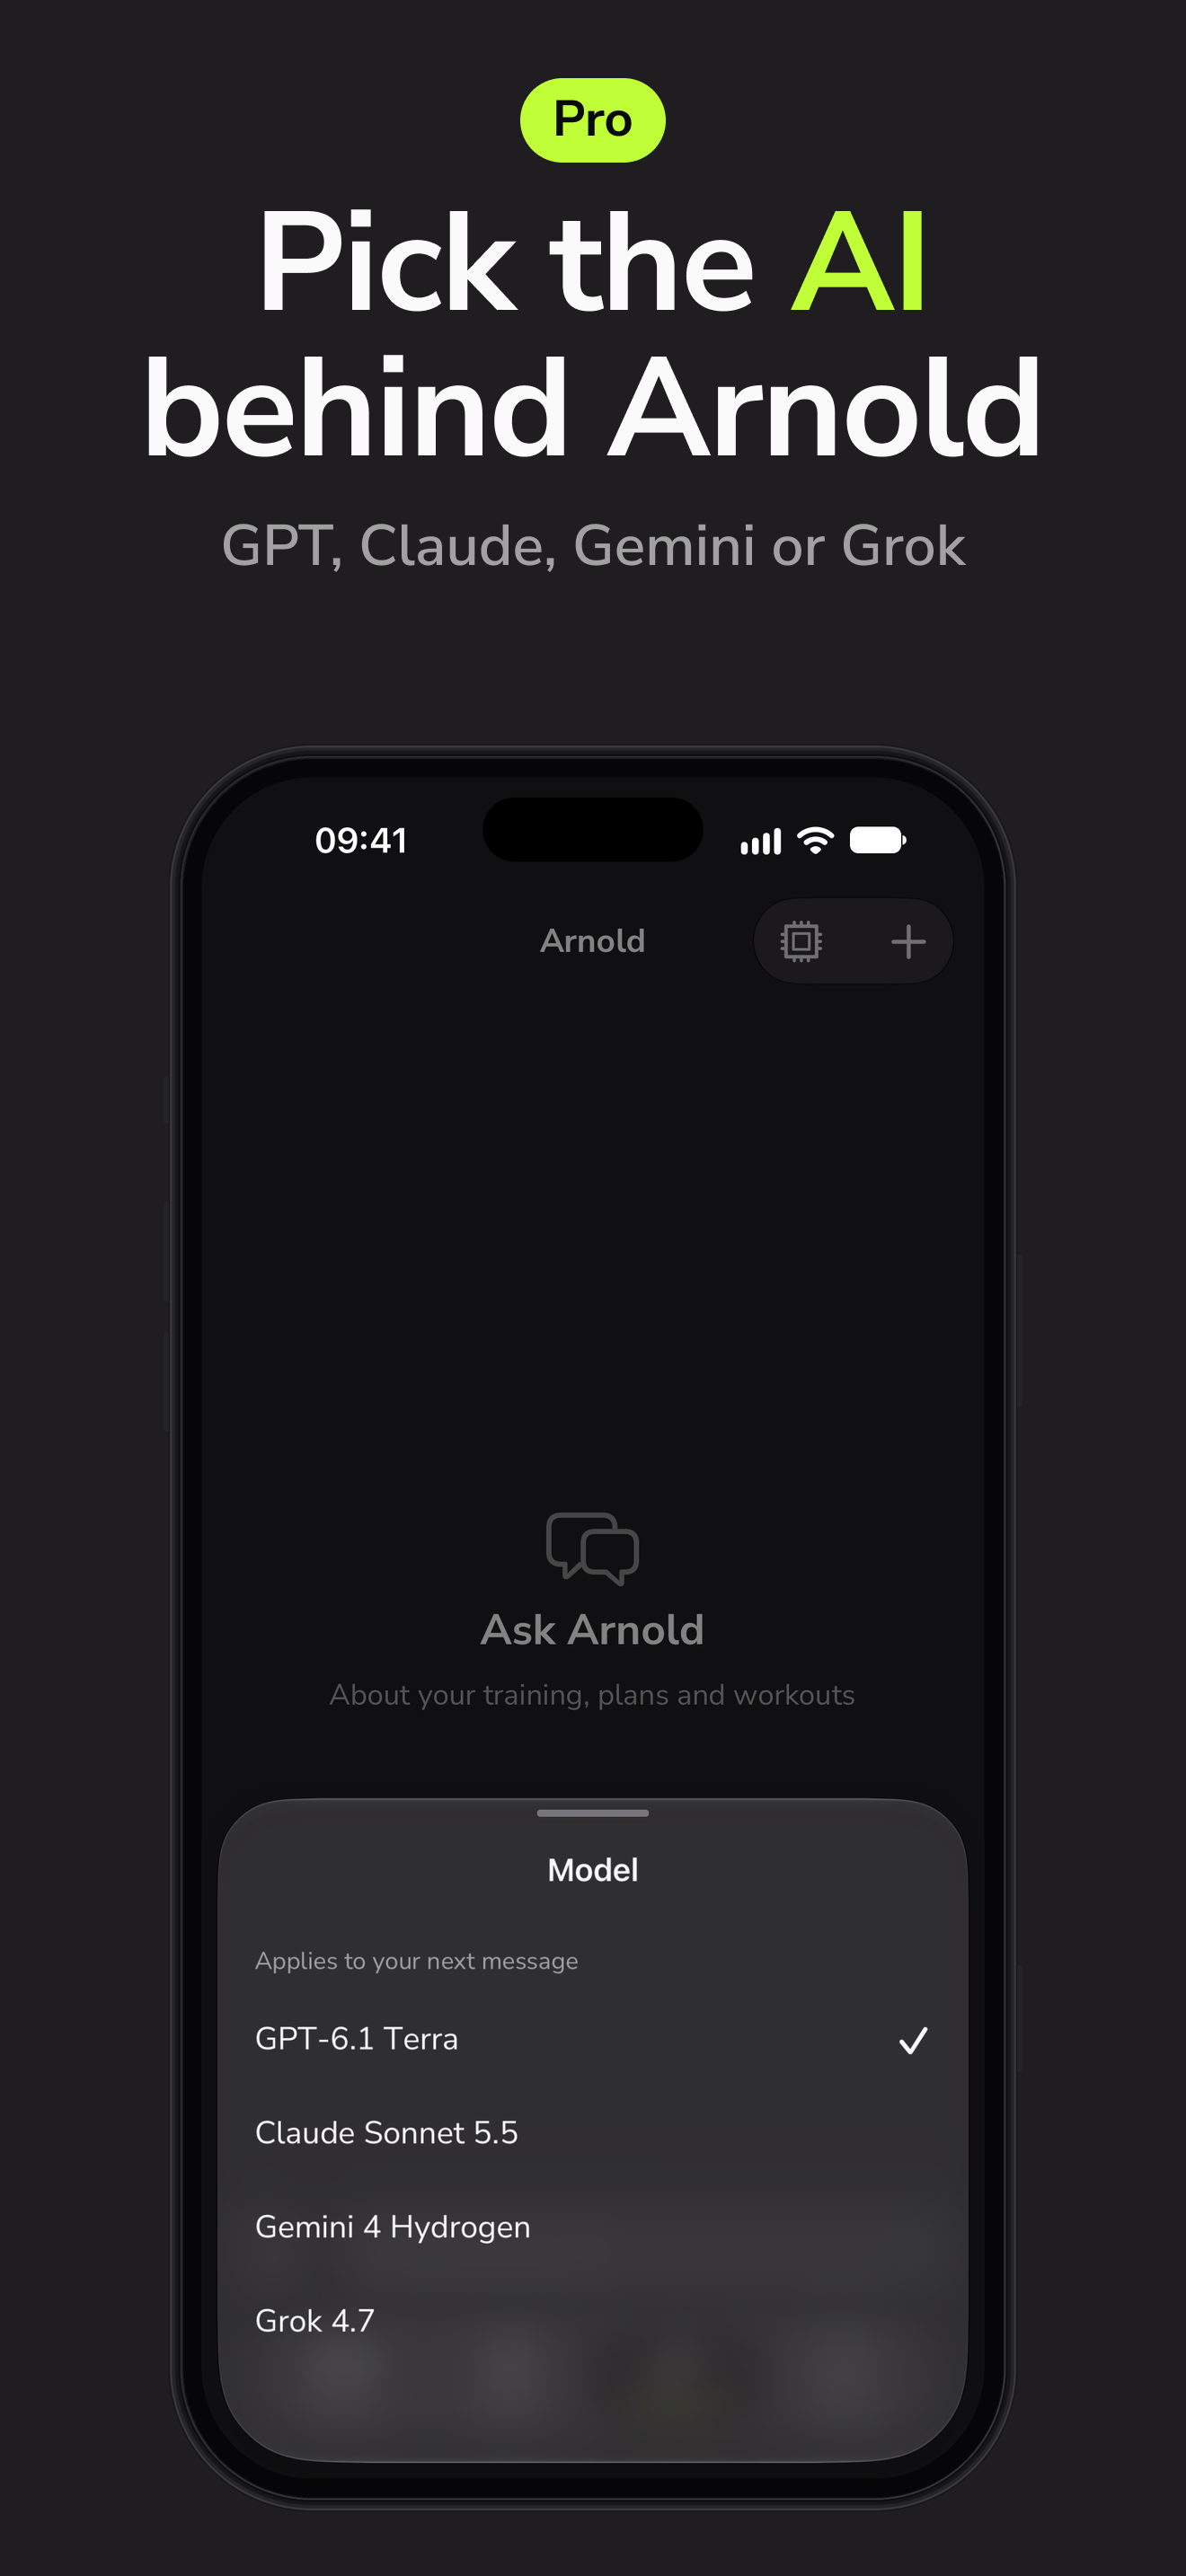 Pro
Pick the AI
behind Arnold
GPT, Claude, Gemini or Grok
09:41
Arnold
Ask Arnold
About your training, plans and workouts
Model
Applies to your next message
GPT-6.1 Terra
Claude Sonnet 5.5
Gemini 4 Hydrogen
Grok 4.7